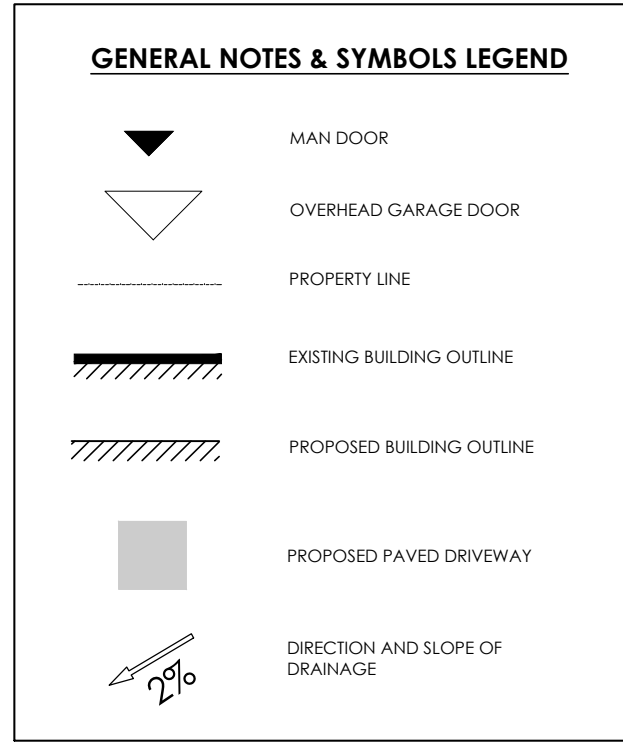 GENERAL NOTES & SYMBOLS LEGEND
MAN DOOR
OVERHEAD GARAGE DOOR
PROPERTY LINE
EXISTING BUILDING OUTLINE
PROPOSED BUILDING OUTLINE
PROPOSED PAVED DRIVEWAY
2%
DIRECTION AND SLOPE OF
DRAINAGE